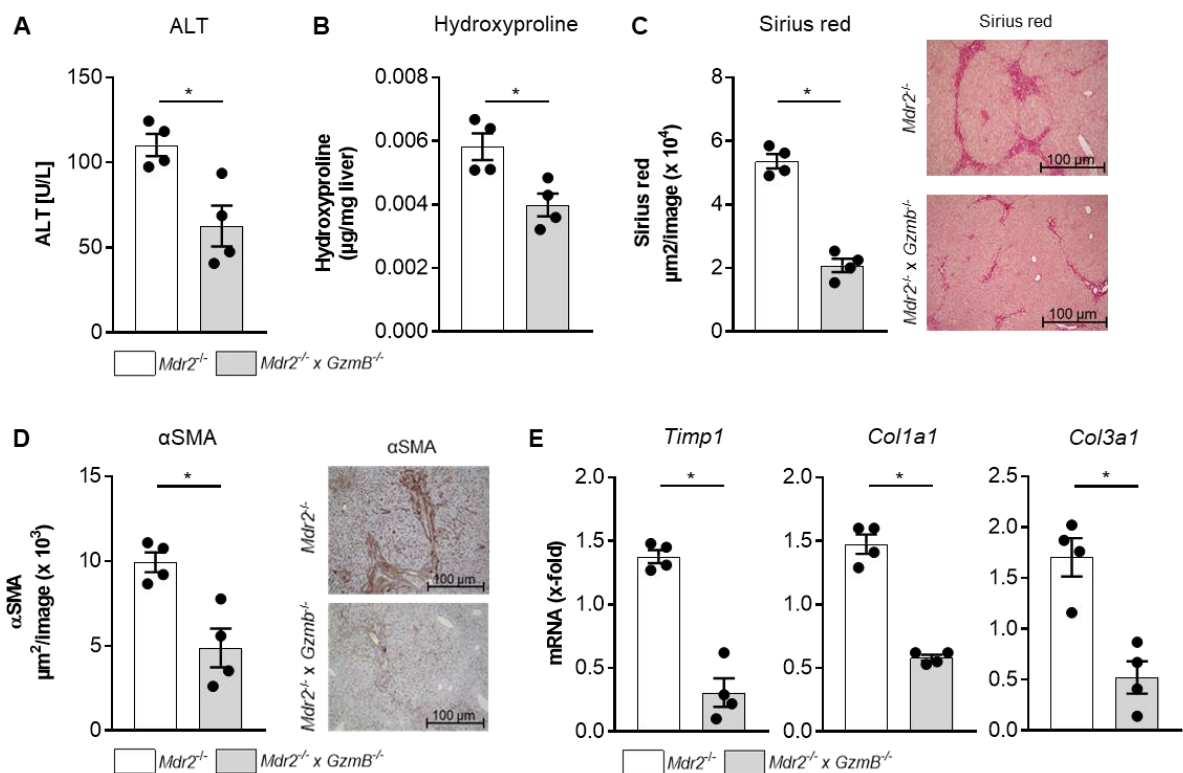 A
ALT
ALT [U/L]
150
100
50
0
*
B
Hydroxyproline
Hydroxyproline
(µg/mg liver)
0.008
0.006
0.004
0.002
0.000
*
C
Sirius red
Sirius red
µm2/image (x 10⁴)
8
6
4
2
0
*
Sirius red
Mdr2⁻/⁻
100 µm
Mdr2⁻/⁻ x Gzmb⁻/⁻
100 µm
Mdr2⁻/⁻
Mdr2⁻/⁻ x GzmB⁻/⁻
D
αSMA
αSMA
µm²/image (x 10³)
15
10
5
0
*
αSMA
Mdr2⁻/⁻
100 µm
Mdr2⁻/⁻ x Gzmb⁻/⁻
100 µm
Mdr2⁻/⁻
Mdr2⁻/⁻ x GzmB⁻/⁻
E
Timp1
mRNA (x-fold)
2.0
1.5
1.0
0.5
0.0
*
Col1a1
2.0
1.5
1.0
0.5
0.0
*
Col3a1
2.5
2.0
1.5
1.0
0.5
0.0
*
Mdr2⁻/⁻
Mdr2⁻/⁻ x GzmB⁻/⁻